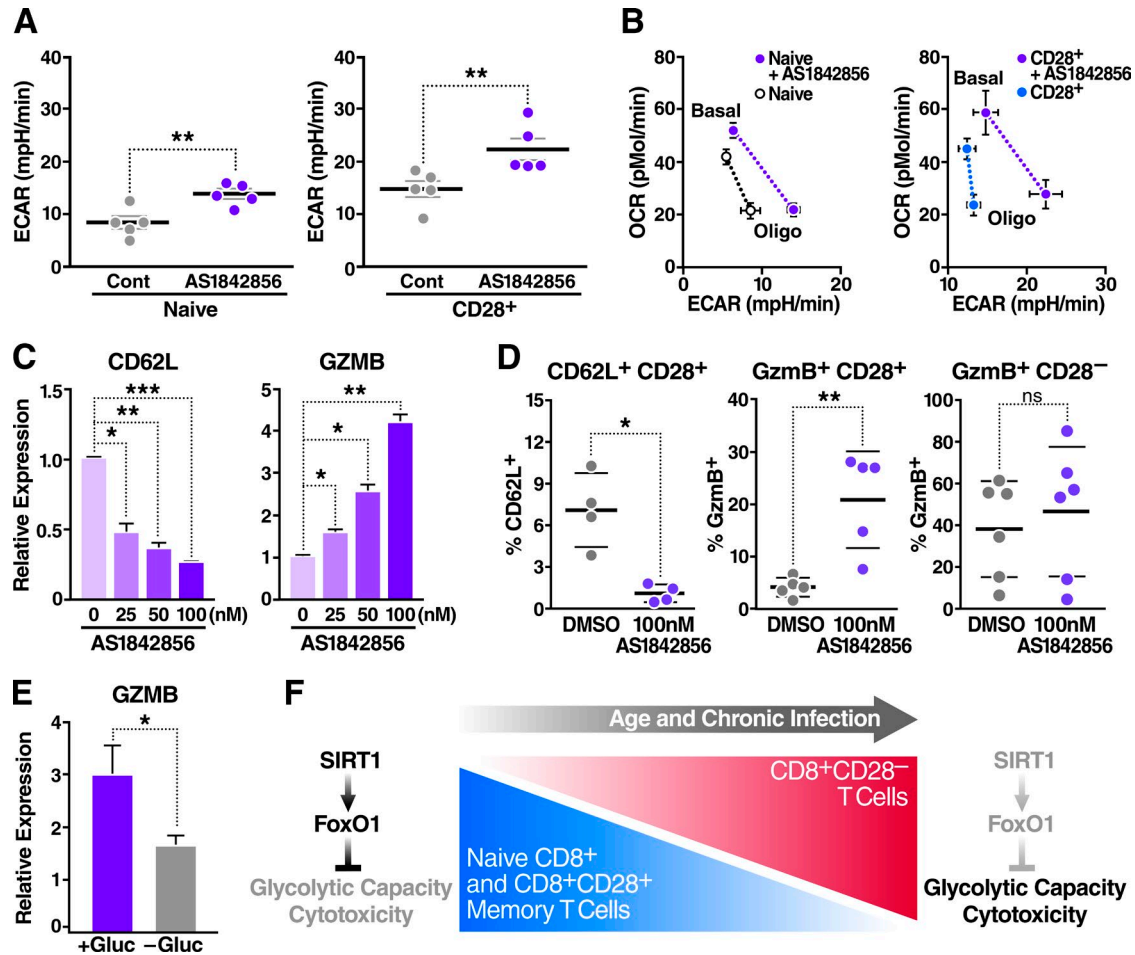 A
ECAR (mpH/min)
40
30
20
10
0
**
Cont
AS1842856
Naive
ECAR (mpH/min)
40
30
20
10
0
**
Cont
AS1842856
CD28+
B
OCR (pMol/min)
80
60
40
20
0
Naive
+ AS1842856
Naive
Basal
Oligo
0
10
20
ECAR (mpH/min)
OCR (pMol/min)
80
60
40
20
0
CD28+
+ AS1842856
CD28+
Basal
Oligo
10
20
30
ECAR (mpH/min)
C
CD62L
Relative Expression
1.5
1.0
0.5
0
***
**
*
0 25 50 100 (nM)
AS1842856
GZMB
5
4
3
2
1
0
**
*
*
0 25 50 100 (nM)
AS1842856
D
CD62L+ CD28+
% CD62L+
15
12
9
6
3
0
*
DMSO 100nM
AS1842856
GzmB+ CD28+
% GzmB+
40
30
20
10
0
**
DMSO 100nM
AS1842856
GzmB+ CD28−
% GzmB+
100
80
60
40
20
0
ns
DMSO 100nM
AS1842856
E
GZMB
Relative Expression
4
3
2
1
0
*
+Gluc −Gluc
F
Age and Chronic Infection
SIRT1
FoxO1
Glycolytic Capacity
Cytotoxicity
CD8+CD28−
T Cells
Naive CD8+
and CD8+CD28+
Memory T Cells
SIRT1
FoxO1
Glycolytic Capacity
Cytotoxicity